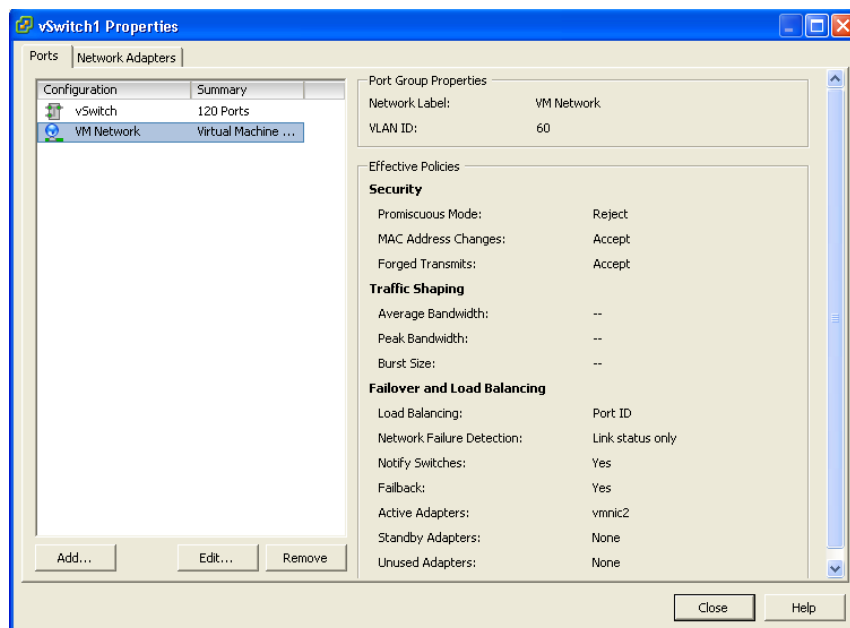 vSwitch1 Properties
Ports Network Adapters
Configuration Summary
vSwitch 120 Ports
VM Network Virtual Machine ...
Add... Edit... Remove
Port Group Properties
Network Label: VM Network
VLAN ID: 60
Effective Policies
Security
Promiscuous Mode: Reject
MAC Address Changes: Accept
Forged Transmits: Accept
Traffic Shaping
Average Bandwidth: --
Peak Bandwidth: --
Burst Size: --
Failover and Load Balancing
Load Balancing: Port ID
Network Failure Detection: Link status only
Notify Switches: Yes
Failback: Yes
Active Adapters: vmnic2
Standby Adapters: None
Unused Adapters: None
Close Help